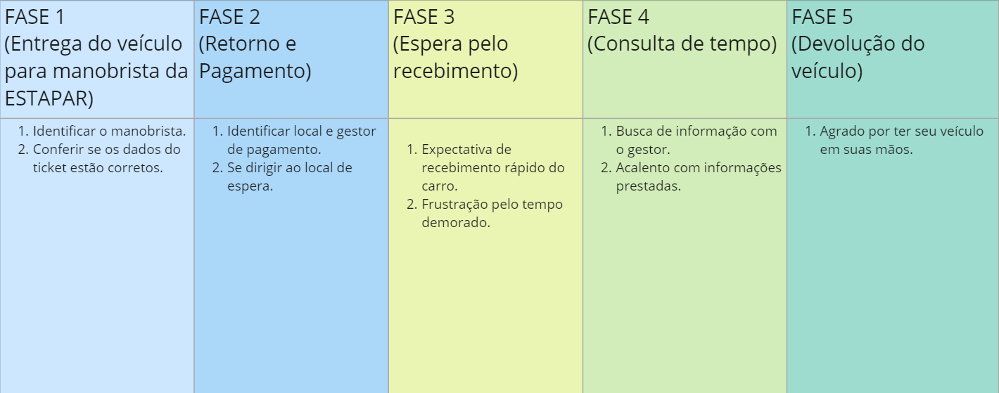 FASE 1
(Entrega do veículo
para manobrista da
ESTAPAR)
FASE 2
(Retorno e
Pagamento)
FASE 3
(Espera pelo
recebimento)
FASE 4
(Consulta de tempo)
FASE 5
(Devolução do
veículo)
1. Identificar o manobrista.
2. Conferir se os dados do
ticket estão corretos.
1. Identificar local e gestor
de pagamento.
2. Se dirigir ao local de
espera.
1. Expectativa de
recebimento rápido do
carro.
2. Frustração pelo tempo
demorado.
1. Busca de informação com
o gestor.
2. Acalento com informações
prestadas.
1. Agrado por ter seu veículo
em suas mãos.